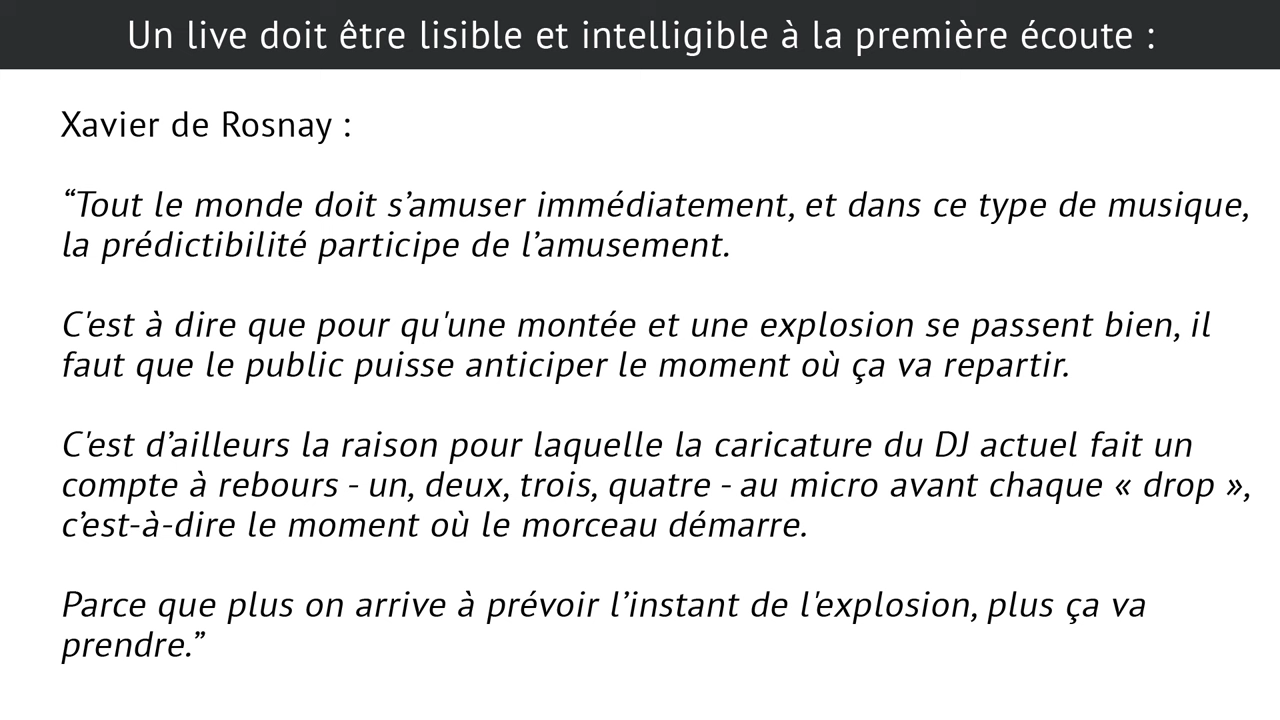 Un live doit être lisible et intelligible à la première écoute :
Xavier de Rosnay :
“Tout le monde doit s’amuser immédiatement, et dans ce type de musique,
la prédictibilité participe de l’amusement.
C'est à dire que pour qu'une montée et une explosion se passent bien, il
faut que le public puisse anticiper le moment où ça va repartir.
C'est d’ailleurs la raison pour laquelle la caricature du DJ actuel fait un
compte à rebours - un, deux, trois, quatre - au micro avant chaque « drop »,
c’est-à-dire le moment où le morceau démarre.
Parce que plus on arrive à prévoir l’instant de l'explosion, plus ça va
prendre.”